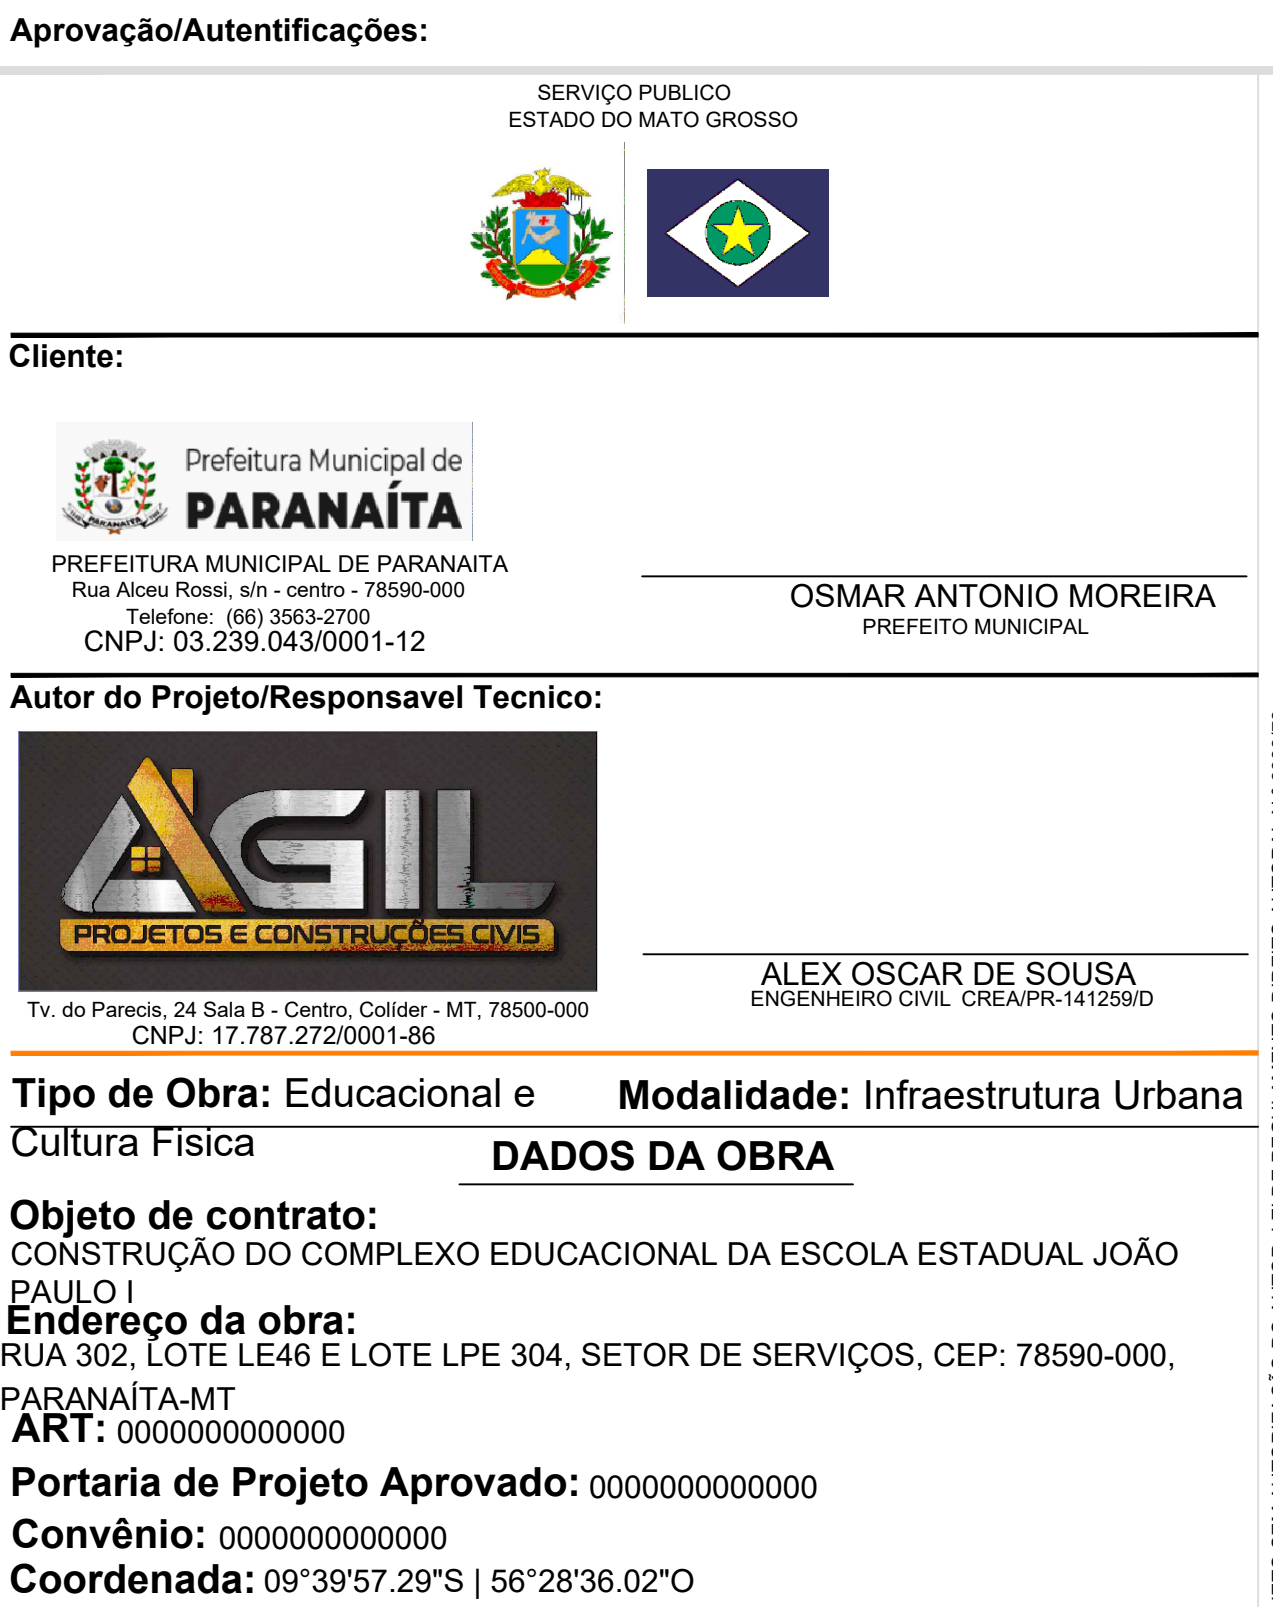 Aprovação/Autentificações:
SERVIÇO PUBLICO
ESTADO DO MATO GROSSO
Cliente:
Prefeitura Municipal de
PARANAÍTA
PARANAITA
PREFEITURA MUNICIPAL DE PARANAITA
Rua Alceu Rossi, s/n - centro - 78590-000
Telefone: (66) 3563-2700
CNPJ: 03.239.043/0001-12
OSMAR ANTONIO MOREIRA
PREFEITO MUNICIPAL
Autor do Projeto/Responsavel Tecnico:
ÁGIL
PROJETOS E CONSTRUÇÕES CIVIS
Tv. do Parecis, 24 Sala B - Centro, Colíder - MT, 78500-000
CNPJ: 17.787.272/0001-86
ALEX OSCAR DE SOUSA
ENGENHEIRO CIVIL CREA/PR-141259/D
Tipo de Obra: Educacional e
Cultura Fisica
Modalidade: Infraestrutura Urbana
DADOS DA OBRA
Objeto de contrato:
CONSTRUÇÃO DO COMPLEXO EDUCACIONAL DA ESCOLA ESTADUAL JOÃO
PAULO I
Endereço da obra:
RUA 302, LOTE LE46 E LOTE LPE 304, SETOR DE SERVIÇOS, CEP: 78590-000,
PARANAÍTA-MT
ART: 0000000000000
Portaria de Projeto Aprovado: 0000000000000
Convênio: 0000000000000
Coordenada: 09°39'57.29"S | 56°28'36.02"O